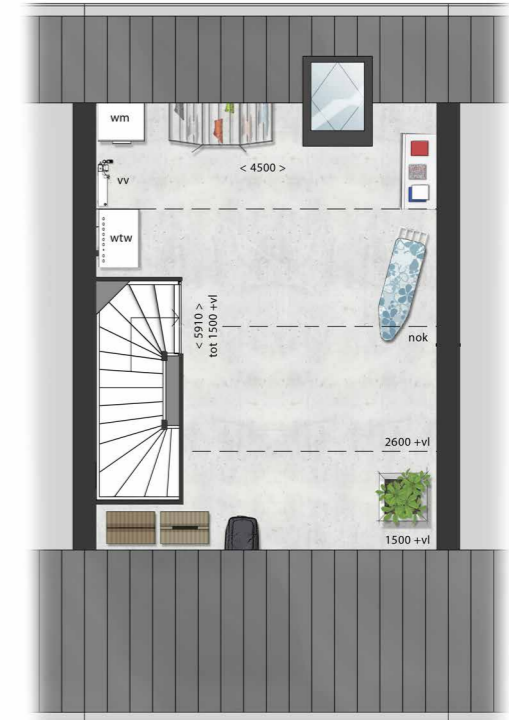 wm
< 4500 >
vv
wtw
< 5910 >
tot 1500 +vl
nok
2600 +vl
1500 +vl